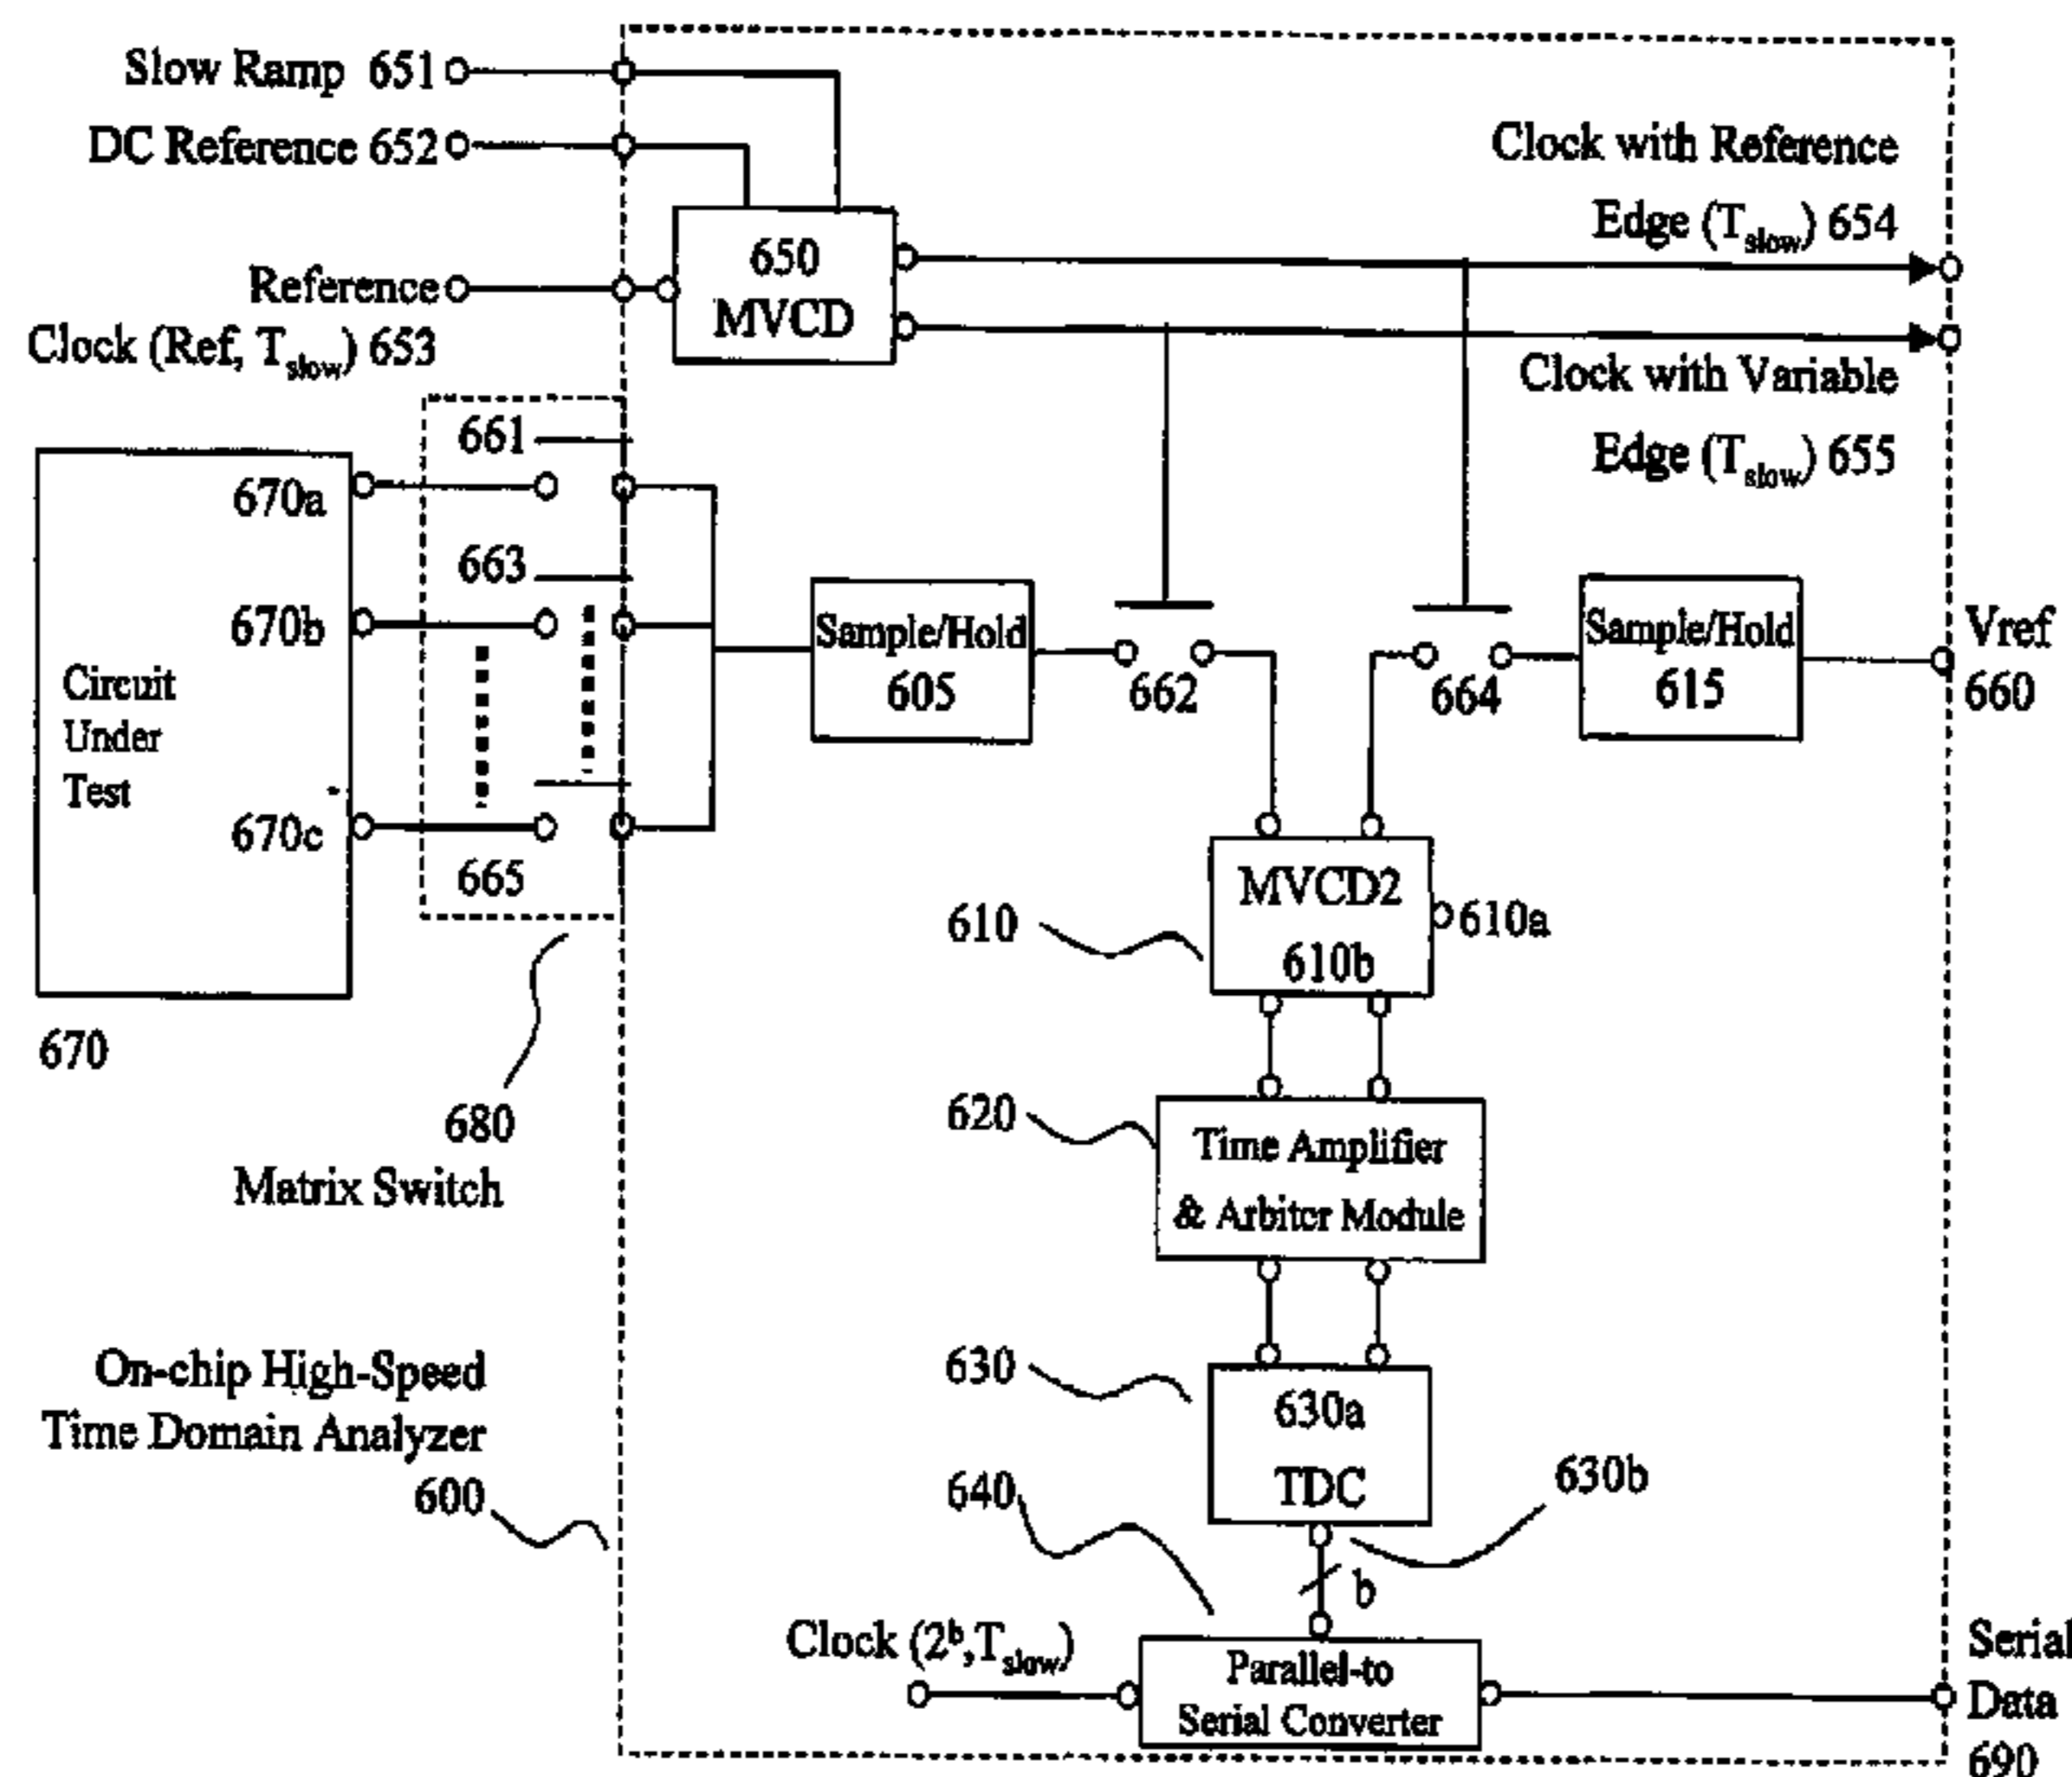 Slow Ramp 651
DC Reference 652
Reference
Clock (Ref, Tslow) 653
650
MVCD
Clock with Reference
Edge (Tslow) 654
Clock with Variable
Edge (Tslow) 655
661
670a
663
670b
670c
665
Circuit
Under
Test
670
680
Matrix Switch
Sample/Hold
605
662
664
Sample/Hold
615
Vref
660
MVCD2
610b
610
610a
620
Time Amplifier
& Arbiter Module
On-chip High-Speed
Time Domain Analyzer
600
630
630a
TDC
630b
640
b
Clock (2b,Tslow)
Parallel-to
Serial Converter
Serial
Data
690